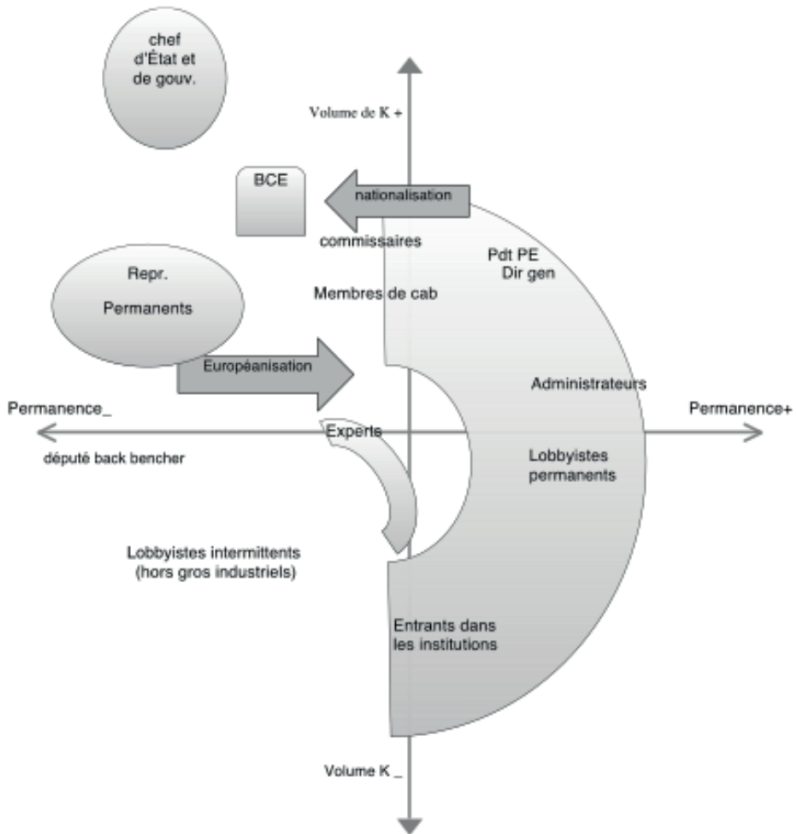 chef
d'État et
de gouv.
Volume de K +
BCE
nationalisation
commissaires
Pdt PE
Dir gen
Repr.
Permanents
Membres de cab
Européanisation
Administrateurs
Permanence_
Permanence+
Experts
député back bencher
Lobbyistes
permanents
Lobbyistes intermittents
(hors gros industriels)
Entrants dans
les institutions
Volume K _